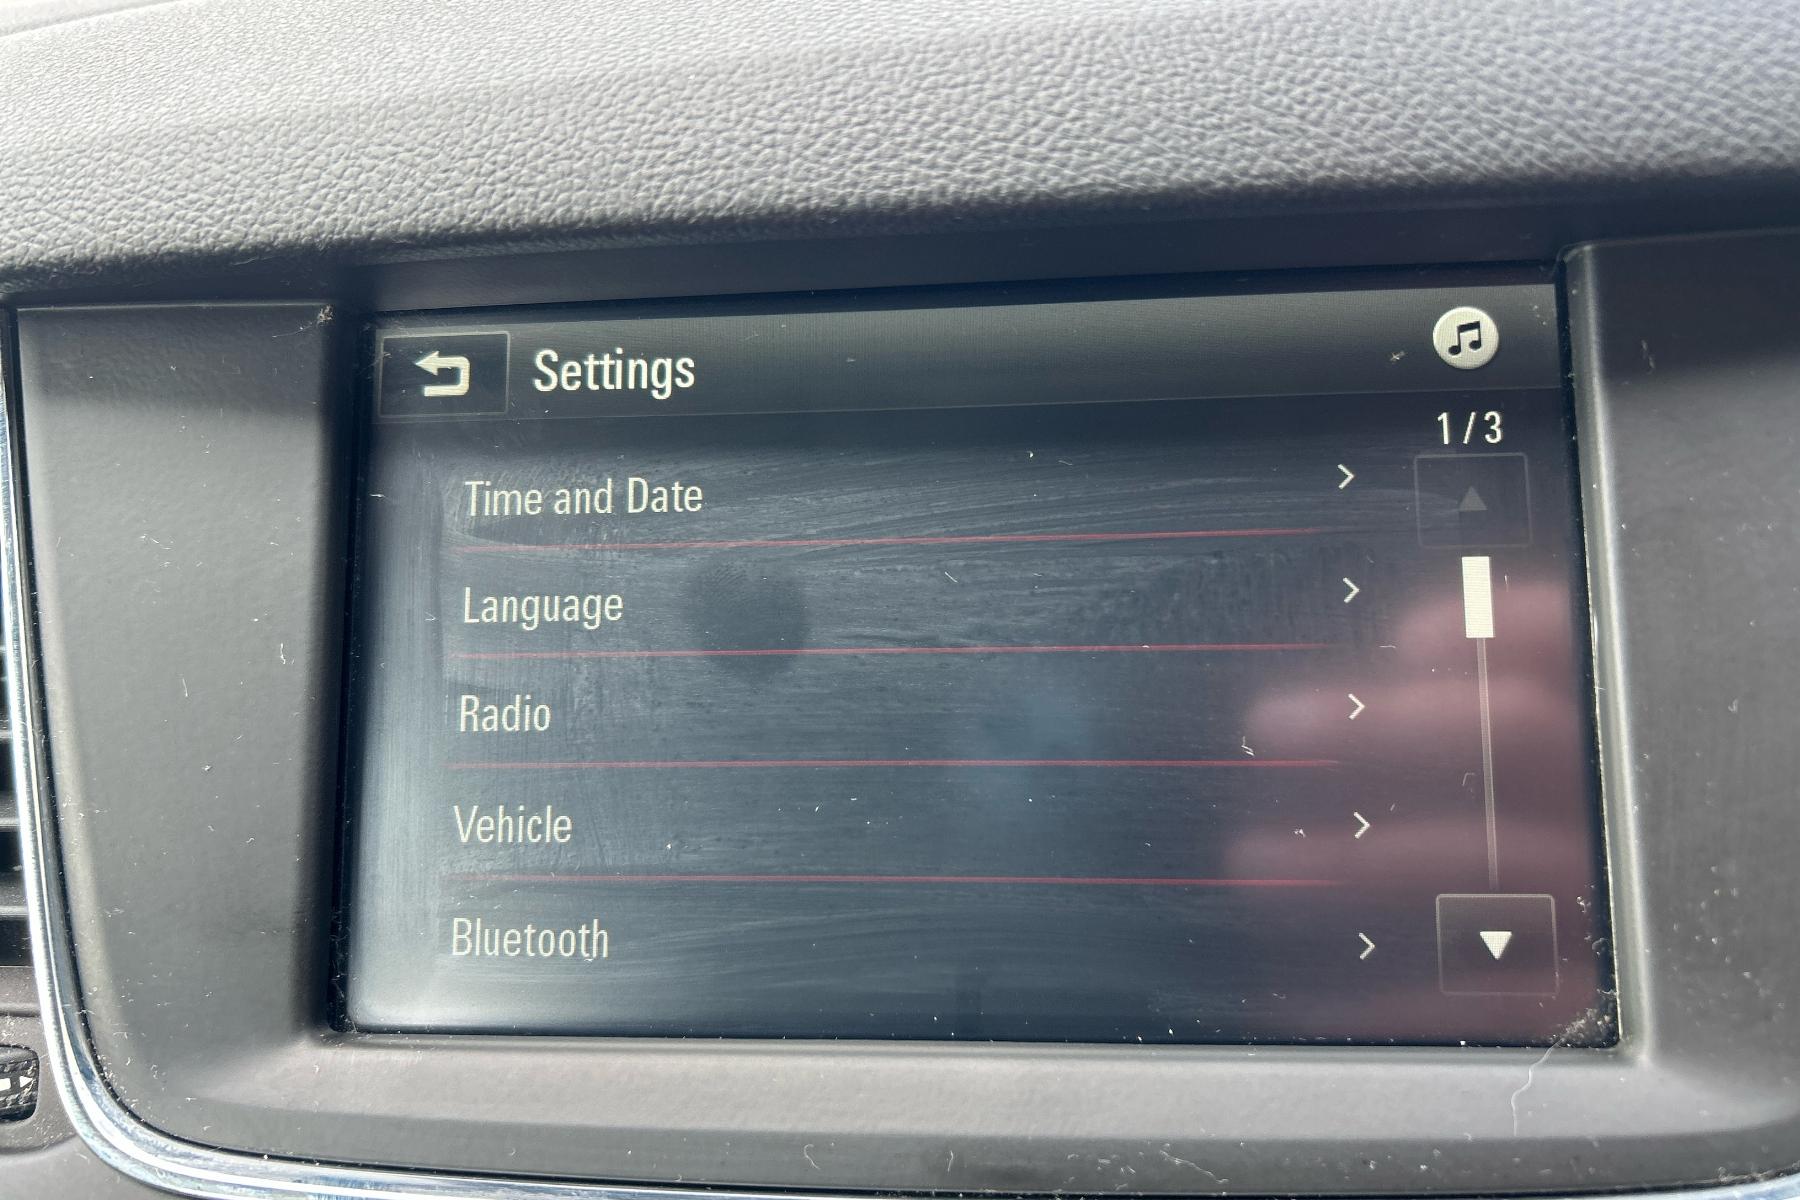 Settings
1/3
Time and Date
Language
Radio
Vehicle
Bluetooth